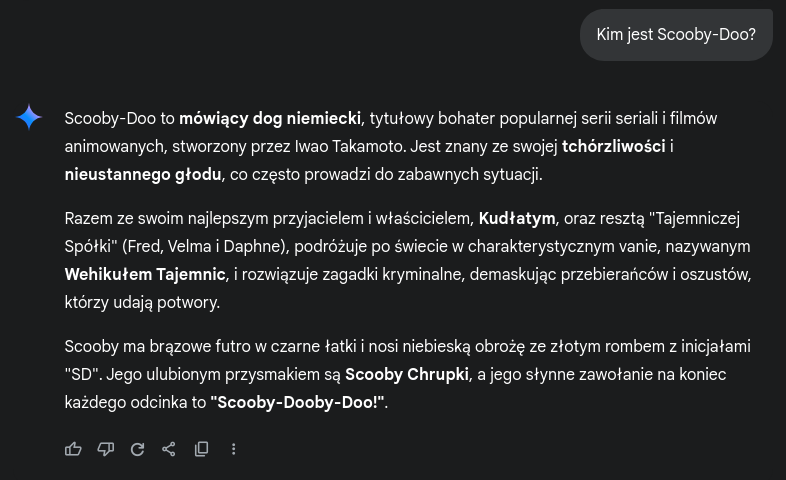 Kim jest Scooby-Doo?
Scooby-Doo to mówiący dog niemiecki, tytułowy bohater popularnej serii seriali i filmów
animowanych, stworzony przez Iwao Takamoto. Jest znany ze swojej tchórzliwości i
nieustannego głodu, co często prowadzi do zabawnych sytuacji.
Razem ze swoim najlepszym przyjacielem i właścicielem, Kudłatym, oraz resztą "Tajemniczej
Spółki" (Fred, Velma i Daphne), podróżuje po świecie w charakterystycznym vanie, nazywanym
Wehikułem Tajemnic, i rozwiązuje zagadki kryminalne, demaskując przebierańców i oszustów,
którzy udają potwory.
Scooby ma brązowe futro w czarne łatki i nosi niebieską obrożę ze złotym rombem z inicjałami
"SD". Jego ulubionym przysmakiem są Scooby Chrupki, a jego słynne zawołanie na koniec
każdego odcinka to "Scooby-Dooby-Doo!".